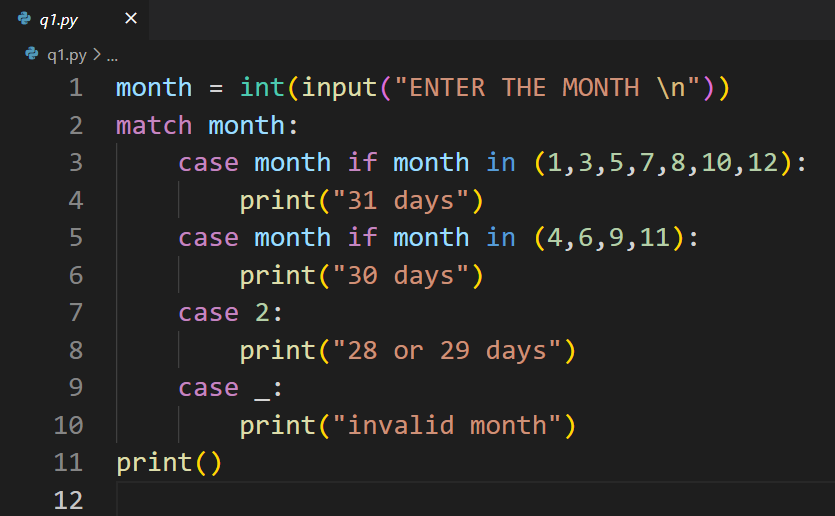 q1.py ×
q1.py > ...
1 month = int(input("ENTER THE MONTH \n"))
2 match month:
3     case month if month in (1,3,5,7,8,10,12):
4         print("31 days")
5     case month if month in (4,6,9,11):
6         print("30 days")
7     case 2:
8         print("28 or 29 days")
9     case _:
10         print("invalid month")
11 print()
12